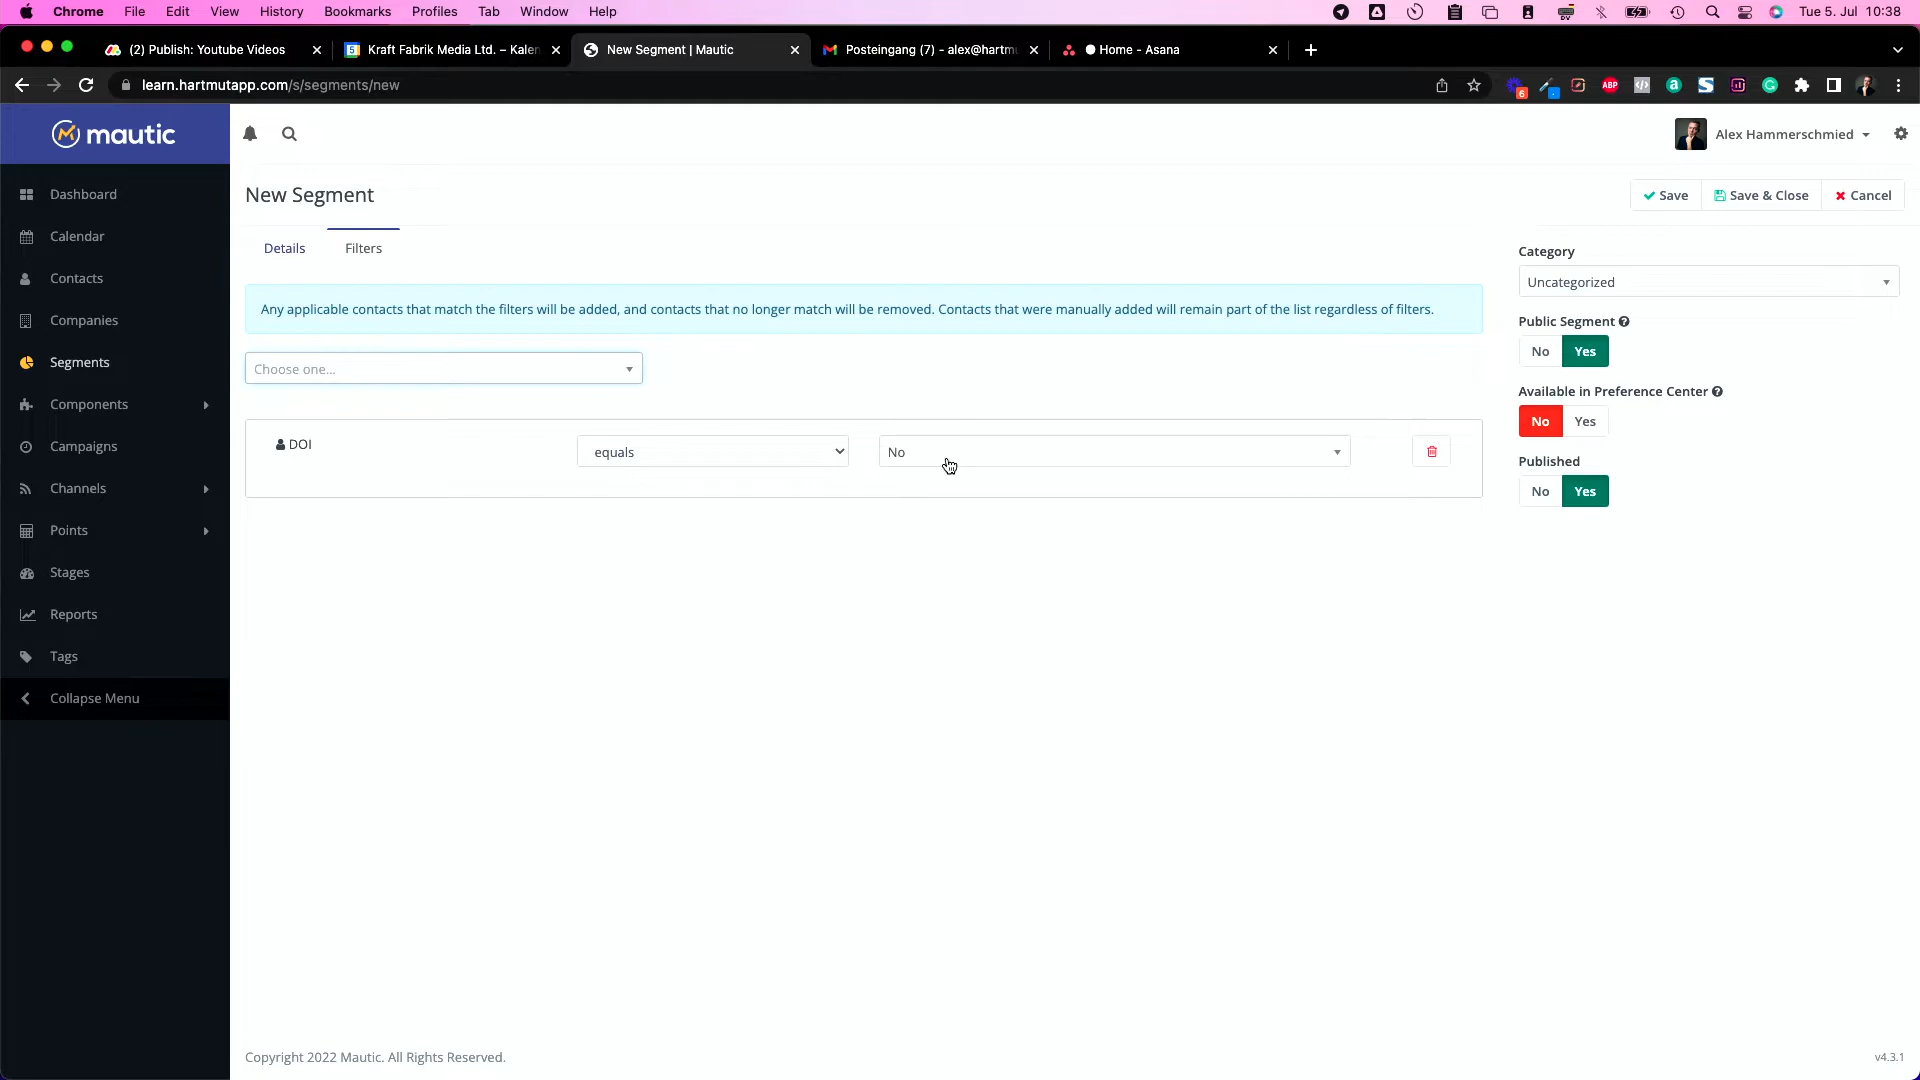 Chrome File Edit View History Bookmarks Profiles Tab Window Help Tue 5. Jul 10:38
(2) Publish: Youtube Videos Kraft Fabrik Media Ltd. – Kalen New Segment | Mautic Posteingang (7) - alex@hartmu Home - Asana
learn.hartmutapp.com/s/segments/new
mautic
Alex Hammerschmied
Dashboard
Calendar
Contacts
Companies
Segments
Components
Campaigns
Channels
Points
Stages
Reports
Tags
Collapse Menu
New Segment
Save Save & Close Cancel
Details Filters
Any applicable contacts that match the filters will be added, and contacts that no longer match will be removed. Contacts that were manually added will remain part of the list regardless of filters.
Choose one...
DOI equals No
Category
Uncategorized
Public Segment
No Yes
Available in Preference Center
No Yes
Published
No Yes
Copyright 2022 Mautic. All Rights Reserved.
v4.3.1